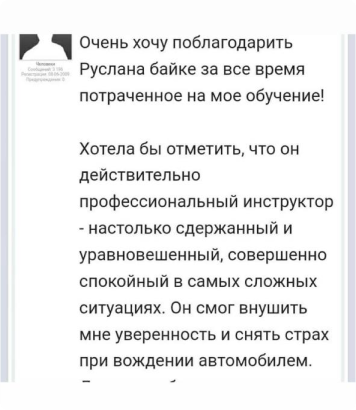 Очень хочу поблагодарить
Руслана байке за все время
потраченное на мое обучение!
Хотела бы отметить, что он
действительно
профессиональный инструктор
- настолько сдержанный и
уравновешенный, совершенно
спокойный в самых сложных
ситуациях. Он смог внушить
мне уверенность и снять страх
при вождении автомобилем.